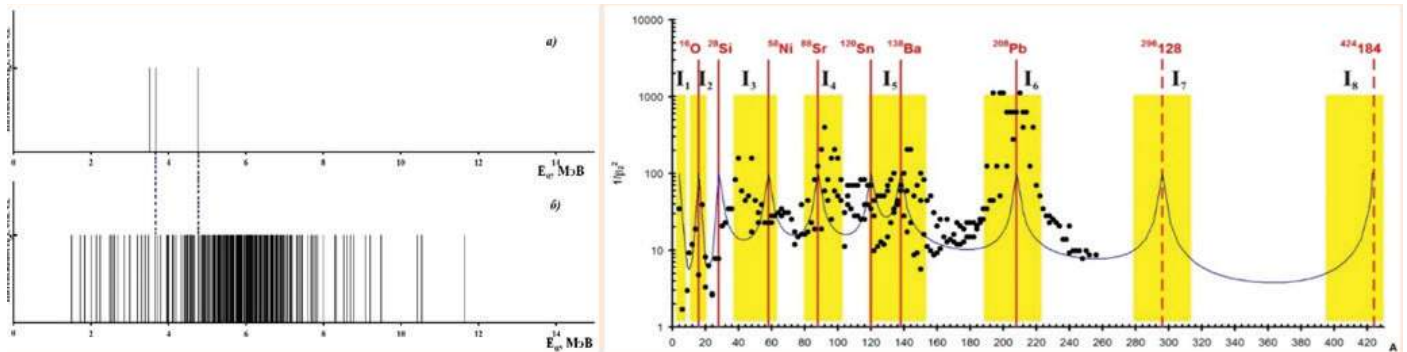 а)
0 2 4 6 8 10 12 14
Eα, МэВ
б)
0 2 4 6 8 10 12 14
Eα, МэВ
10000
1000
100
10
1
1/β₂²
¹⁶O ²⁸Si ⁵⁸Ni ⁸⁸Sr ¹²⁰Sn ¹³⁸Ba ²⁰⁸Pb ²⁹⁶128 ⁴²⁴184
I₁ I₂ I₃ I₄ I₅ I₆ I₇ I₈
0 20 40 60 80 100 120 140 160 180 200 220 240 260 280 300 320 340 360 380 400 420
A